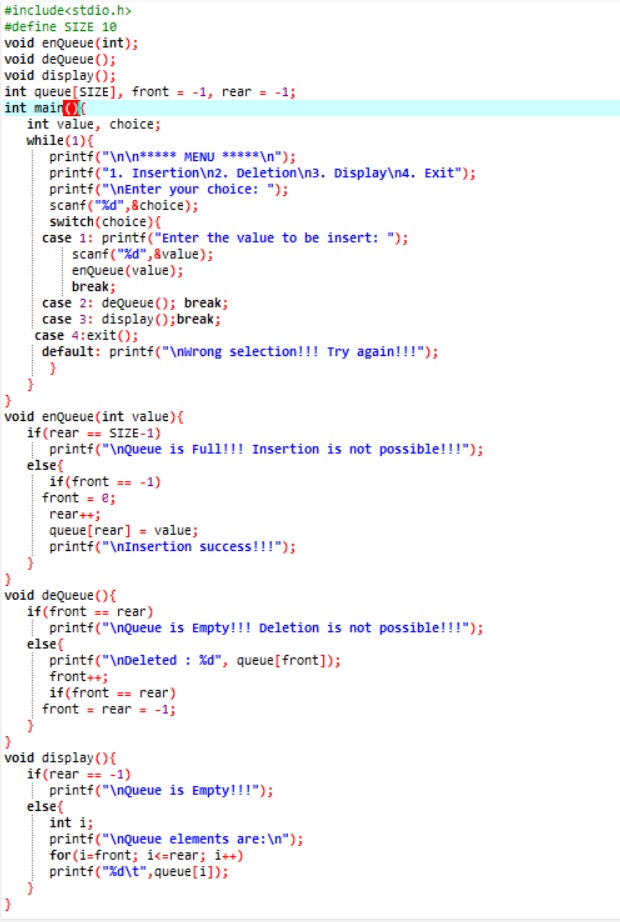 #include<stdio.h>
#define SIZE 10
void enQueue(int);
void deQueue();
void display();
int queue[SIZE], front = -1, rear = -1;
int main(){
int value, choice;
while(1){
printf("\n\n***** MENU *****\n");
printf("1. Insertion\n2. Deletion\n3. Display\n4. Exit");
printf("\nEnter your choice: ");
scanf("%d",&choice);
switch(choice){
case 1: printf("Enter the value to be insert: ");
scanf("%d",&value);
enQueue(value);
break;
case 2: deQueue(); break;
case 3: display();break;
case 4:exit();
default: printf("\nWrong selection!!! Try again!!!");
}
}
}
void enQueue(int value){
if(rear == SIZE-1)
printf("\nQueue is Full!!! Insertion is not possible!!!");
else{
if(front == -1)
front = 0;
rear++;
queue[rear] = value;
printf("\nInsertion success!!!");
}
}
void deQueue(){
if(front == rear)
printf("\nQueue is Empty!!! Deletion is not possible!!!");
else{
printf("\nDeleted : %d", queue[front]);
front++;
if(front == rear)
front = rear = -1;
}
}
void display(){
if(rear == -1)
printf("\nQueue is Empty!!!");
else{
int i;
printf("\nQueue elements are:\n");
for(i=front; i<=rear; i++)
printf("%d\t",queue[i]);
}
}